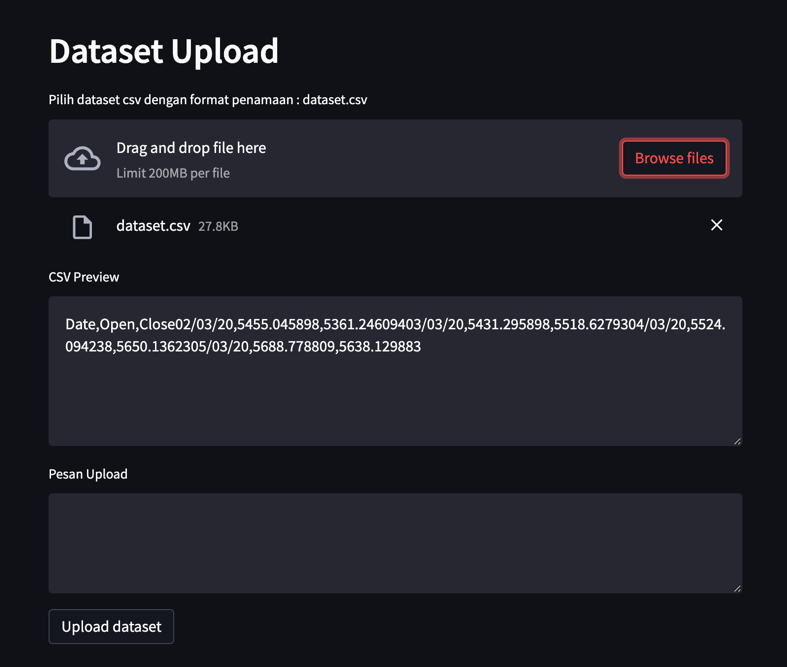 Dataset Upload
Pilih dataset csv dengan format penamaan : dataset.csv
Drag and drop file here
Limit 200MB per file
Browse files
dataset.csv 27.8KB
CSV Preview
Date,Open,Close02/03/20,5455.045898,5361.24609403/03/20,5431.295898,5518.6279304/03/20,5524.
094238,5650.1362305/03/20,5688.778809,5638.129883
Pesan Upload
Upload dataset